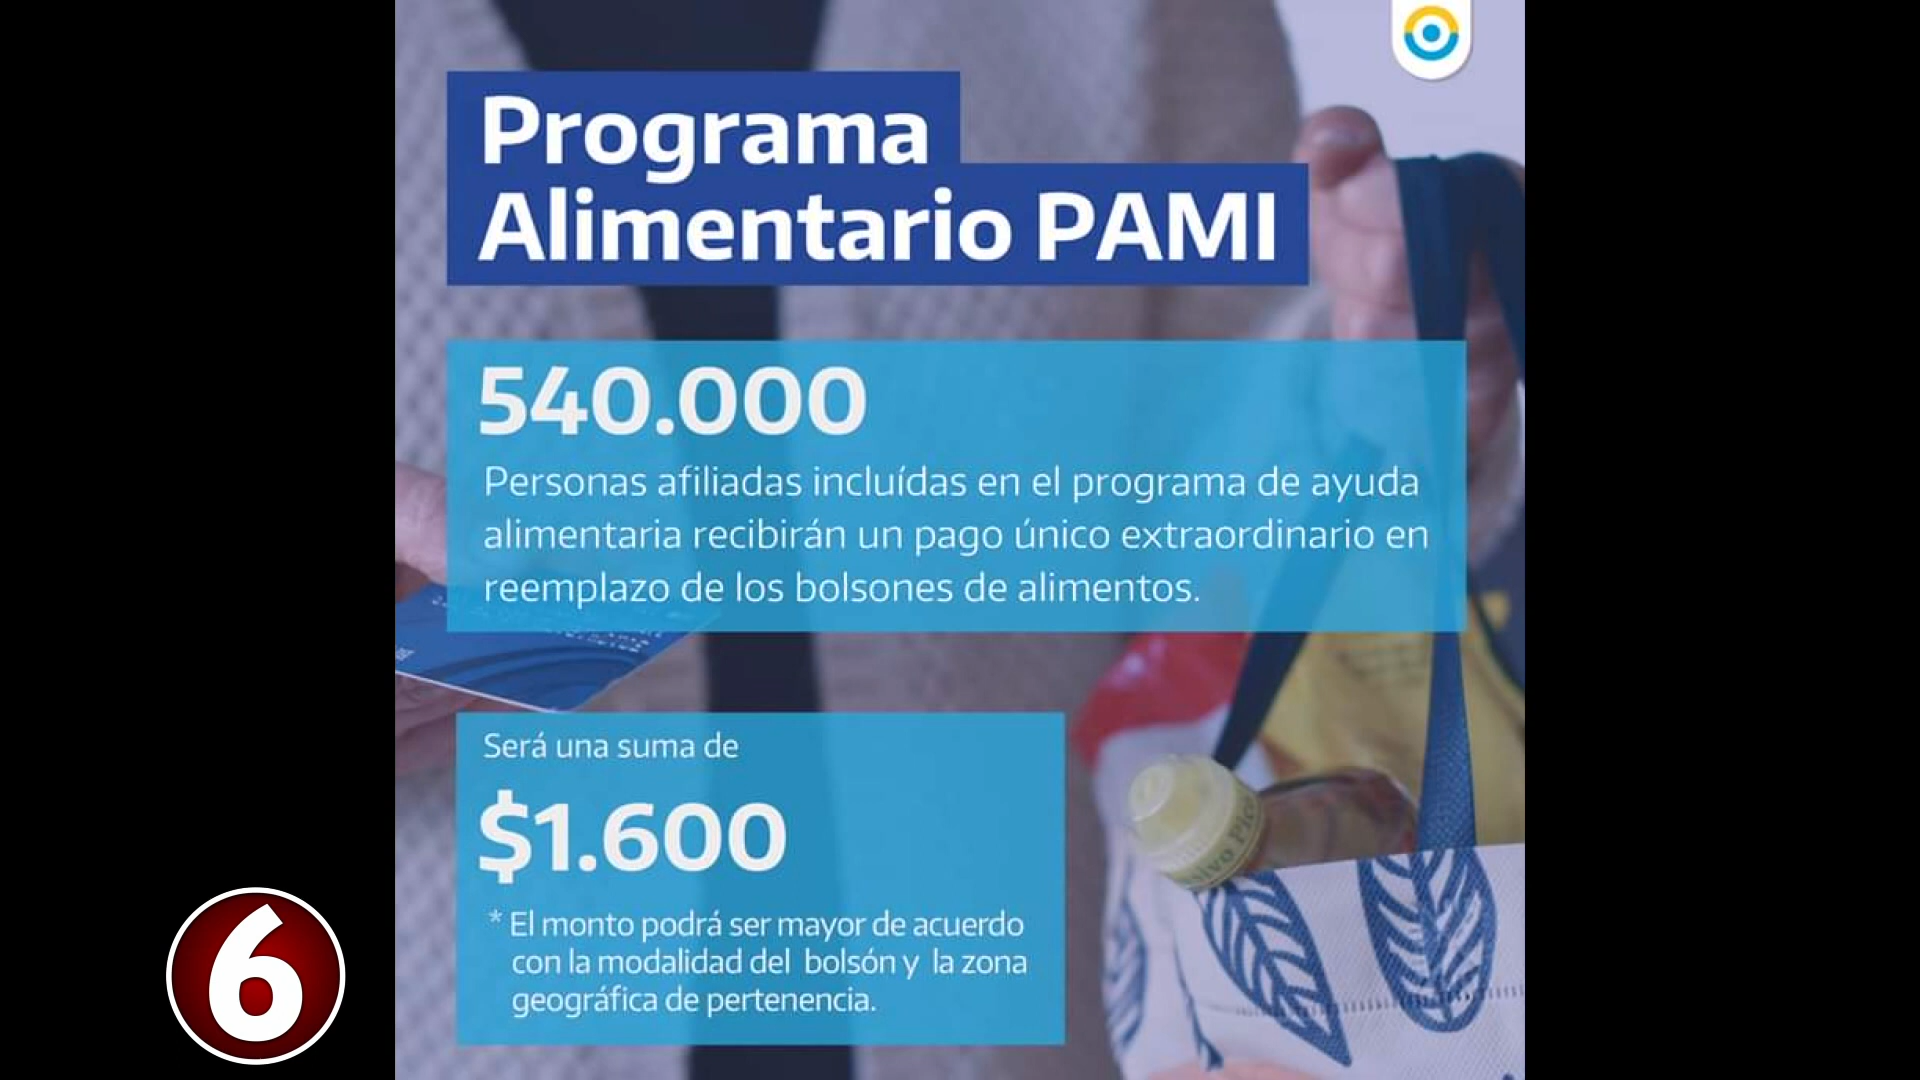 Programa
Alimentario PAMI
540.000
Personas afiliadas incluídas en el programa de ayuda
alimentaria recibirán un pago único extraordinario en
reemplazo de los bolsones de alimentos.
Será una suma de
$1.600
* El monto podrá ser mayor de acuerdo
con la modalidad del bolsón y la zona
geográfica de pertenencia.
6